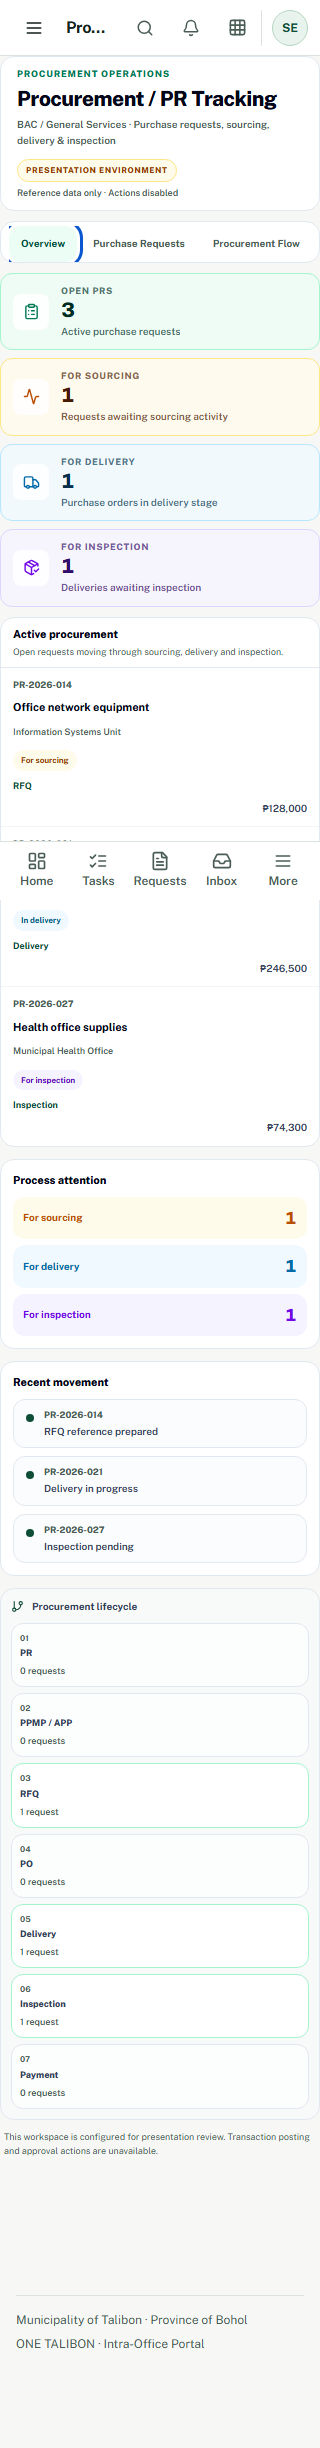 Pro...
SE
PROCUREMENT OPERATIONS
Procurement / PR Tracking
BAC / General Services · Purchase requests, sourcing,
delivery & inspection
PRESENTATION ENVIRONMENT
Reference data only · Actions disabled
Overview
Purchase Requests
Procurement Flow
OPEN PRS
3
Active purchase requests
FOR SOURCING
1
Requests awaiting sourcing activity
FOR DELIVERY
1
Purchase orders in delivery stage
FOR INSPECTION
1
Deliveries awaiting inspection
Active procurement
Open requests moving through sourcing, delivery and inspection.
PR-2026-014
Office network equipment
Information Systems Unit
For sourcing
RFQ
₱128,000
Home
Tasks
Requests
Inbox
More
In delivery
Delivery
₱246,500
PR-2026-027
Health office supplies
Municipal Health Office
For inspection
Inspection
₱74,300
Process attention
For sourcing
1
For delivery
1
For inspection
1
Recent movement
PR-2026-014
RFQ reference prepared
PR-2026-021
Delivery in progress
PR-2026-027
Inspection pending
Procurement lifecycle
01
PR
0 requests
02
PPMP / APP
0 requests
03
RFQ
1 request
04
PO
0 requests
05
Delivery
1 request
06
Inspection
1 request
07
Payment
0 requests
This workspace is configured for presentation review. Transaction posting
and approval actions are unavailable.
Municipality of Talibon · Province of Bohol
ONE TALIBON · Intra-Office Portal